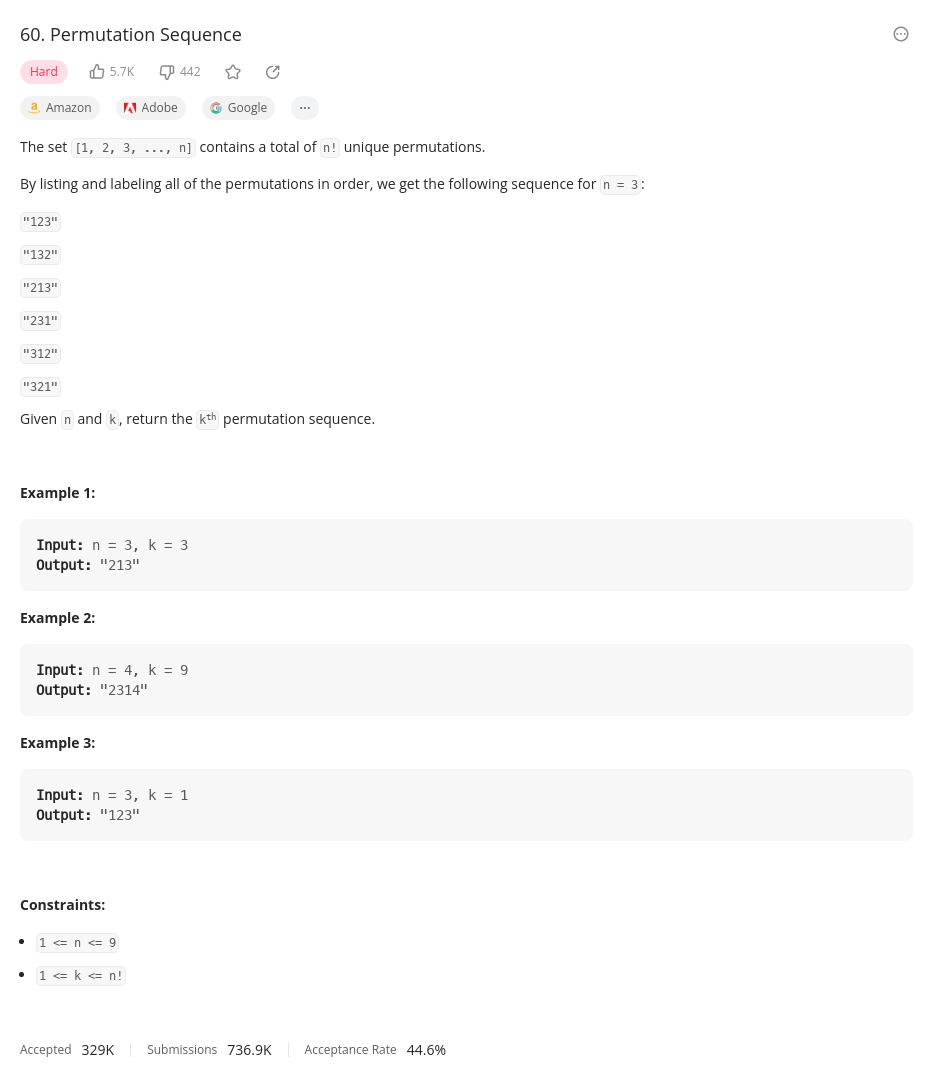 60. Permutation Sequence
Hard 5.7K 442
Amazon Adobe Google ...
The set [1, 2, 3, ..., n] contains a total of n! unique permutations.
By listing and labeling all of the permutations in order, we get the following sequence for n = 3:
"123"
"132"
"213"
"231"
"312"
"321"
Given n and k, return the kth permutation sequence.
Example 1:
Input: n = 3, k = 3
Output: "213"
Example 2:
Input: n = 4, k = 9
Output: "2314"
Example 3:
Input: n = 3, k = 1
Output: "123"
Constraints:
• 1 <= n <= 9
• 1 <= k <= n!
Accepted 329K Submissions 736.9K Acceptance Rate 44.6%